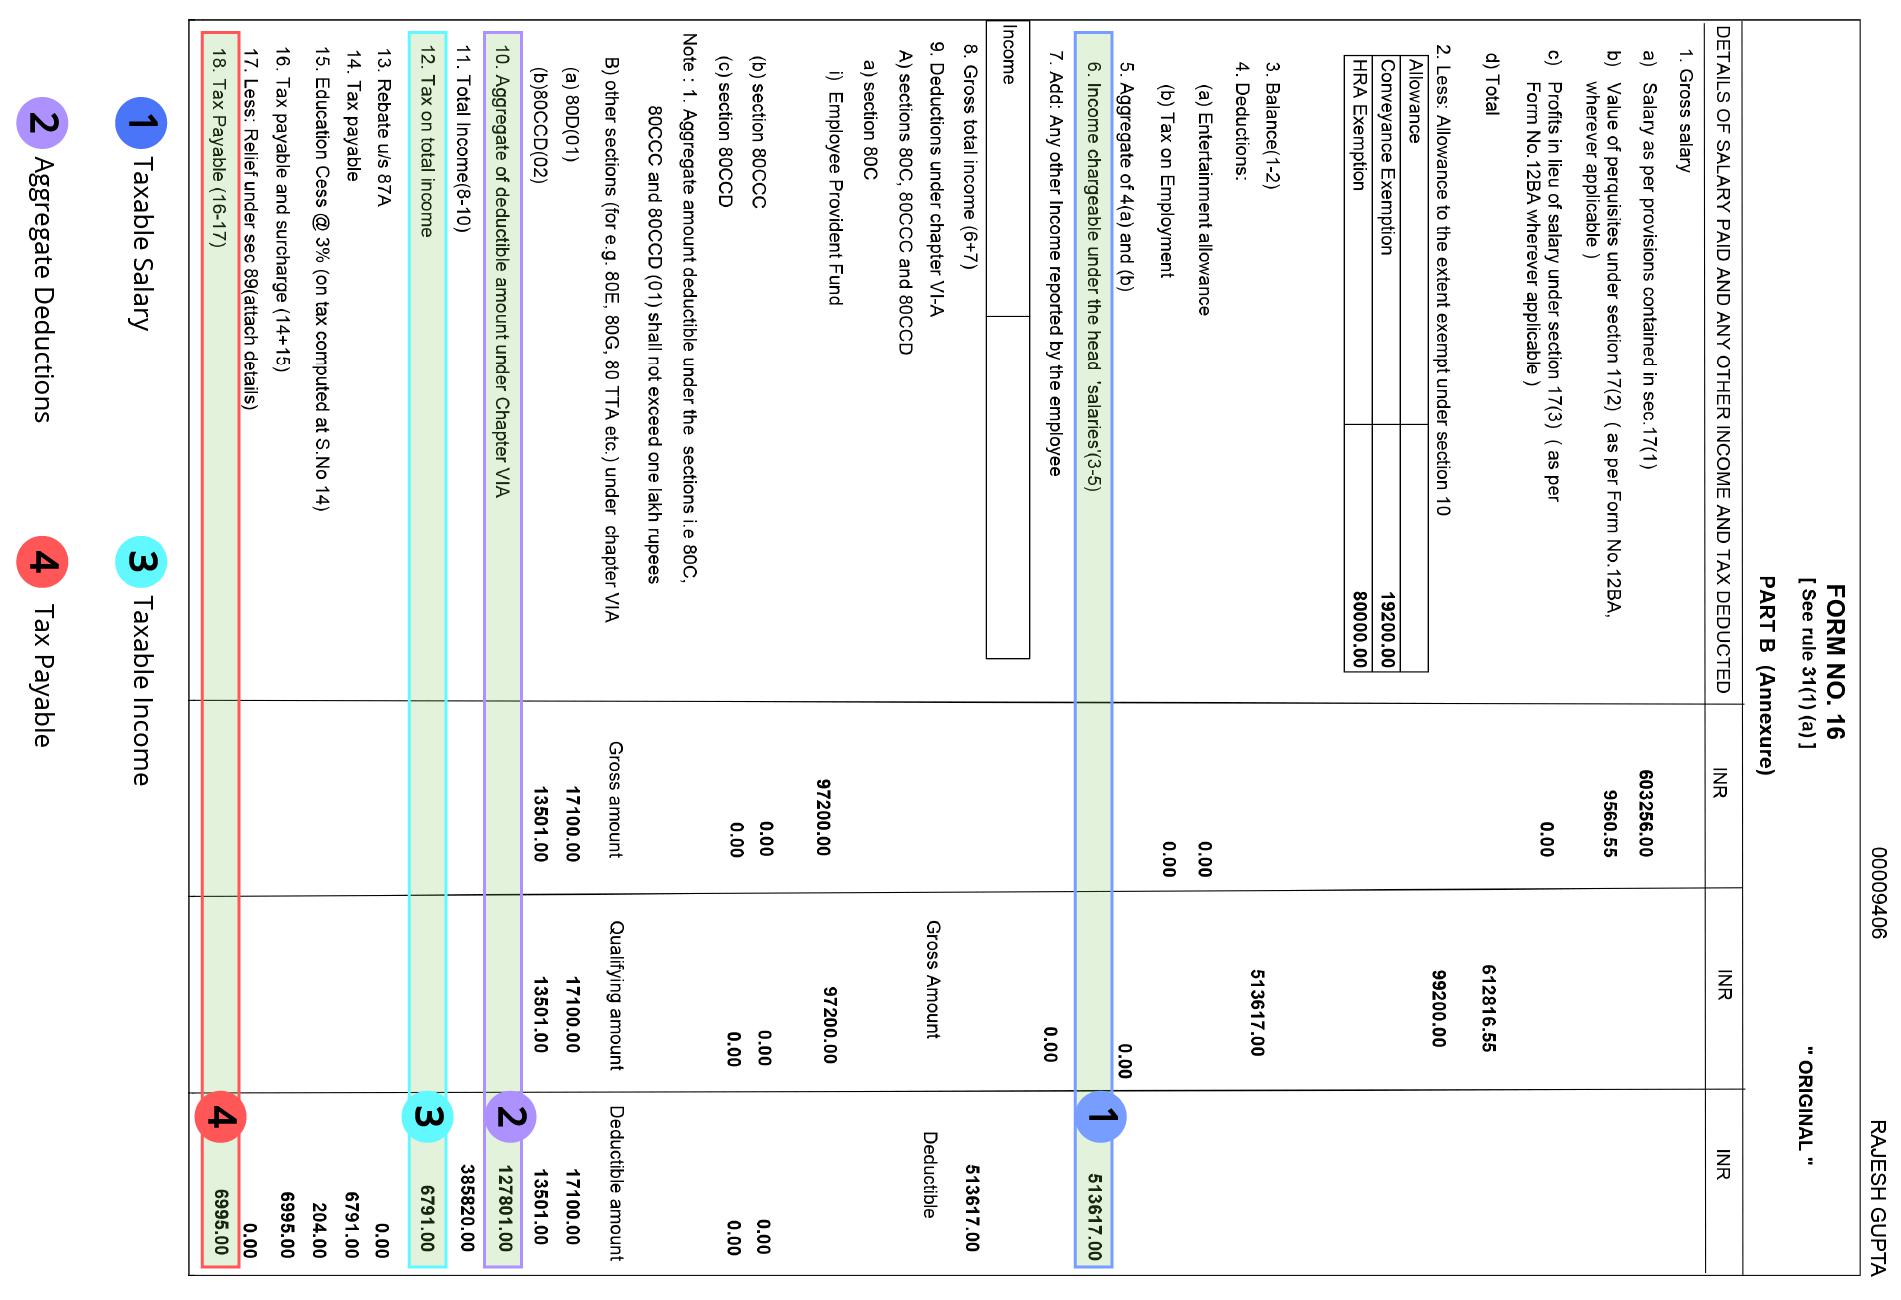 00009406 RAJESH GUPTA
FORM NO. 16
[ See rule 31(1) (a) ] " ORIGINAL "
PART B (Annexure)
DETAILS OF SALARY PAID AND ANY OTHER INCOME AND TAX DEDUCTED INR INR INR
1. Gross salary
a) Salary as per provisions contained in sec.17(1) 603256.00
b) Value of perquisites under section 17(2) ( as per Form No.12BA, 9560.55
wherever applicable )
c) Profits in lieu of salary under section 17(3) ( as per 0.00
Form No.12BA wherever applicable )
d) Total 612816.55
2. Less: Allowance to the extent exempt under section 10 99200.00
Allowance
Conveyance Exemption 19200.00
HRA Exemption 80000.00
3. Balance(1-2) 513617.00
4. Deductions:
(a) Entertainment allowance 0.00
(b) Tax on Employment 0.00
5. Aggregate of 4(a) and (b) 0.00
6. Income chargeable under the head 'salaries'(3-5) 1 513617.00
7. Add: Any other Income reported by the employee 0.00
Income
8. Gross total income (6+7) 513617.00
9. Deductions under chapter VI-A Gross Amount Deductible
A) sections 80C, 80CCC and 80CCD
a) section 80C
i) Employee Provident Fund 97200.00 97200.00
(b) section 80CCC 0.00 0.00 0.00
(c) section 80CCD 0.00 0.00 0.00
Note : 1. Aggregate amount deductible under the sections i.e 80C,
80CCC and 80CCD (01) shall not exceed one lakh rupees
B) other sections (for e.g. 80E, 80G, 80 TTA etc.) under chapter VIA Gross amount Qualifying amount Deductible amount
(a) 80D(01) 17100.00 17100.00 17100.00
(b)80CCD(02) 13501.00 13501.00 13501.00
10. Aggregate of deductible amount under Chapter VIA 2 127801.00
11. Total Income(8-10) 385820.00
12. Tax on total income 3 6791.00
13. Rebate u/s 87A 0.00
14. Tax payable 6791.00
15. Education Cess @ 3% (on tax computed at S.No 14) 204.00
16. Tax payable and surcharge (14+15) 6995.00
17. Less: Relief under sec 89(attach details) 0.00
18. Tax Payable (16-17) 4 6995.00
1 Taxable Salary 3 Taxable Income
2 Aggregate Deductions 4 Tax Payable